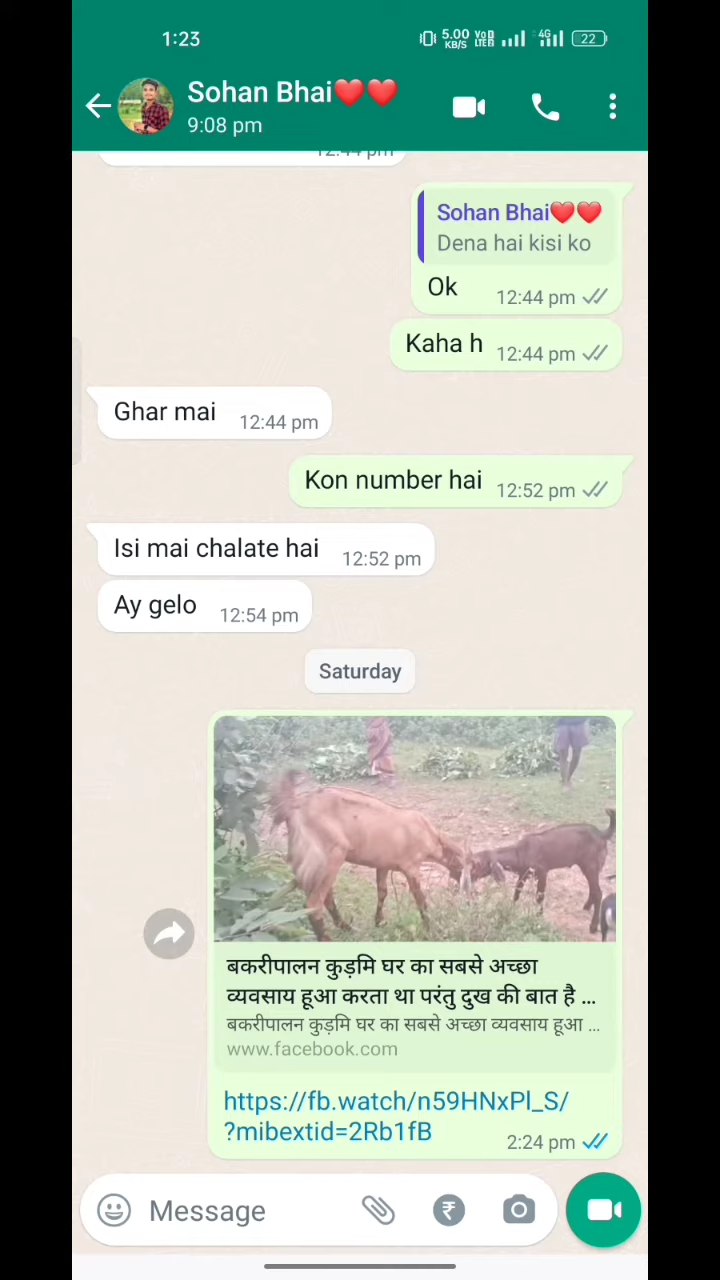 1:23
5.00 KB/S VoD LTE 4G 22
Sohan Bhai❤️❤️
9:08 pm
12:44 pm
Sohan Bhai❤️❤️
Dena hai kisi ko
Ok 12:44 pm
Kaha h 12:44 pm
Ghar mai 12:44 pm
Kon number hai 12:52 pm
Isi mai chalate hai 12:52 pm
Ay gelo 12:54 pm
Saturday
बकरीपालन कुड़मि घर का सबसे अच्छा
व्यवसाय हूआ करता था परंतु दुख की बात है ...
बकरीपालन कुड़मि घर का सबसे अच्छा व्यवसाय हूआ ...
www.facebook.com
https://fb.watch/n59HNxPl_S/
?mibextid=2Rb1fB 2:24 pm
Message